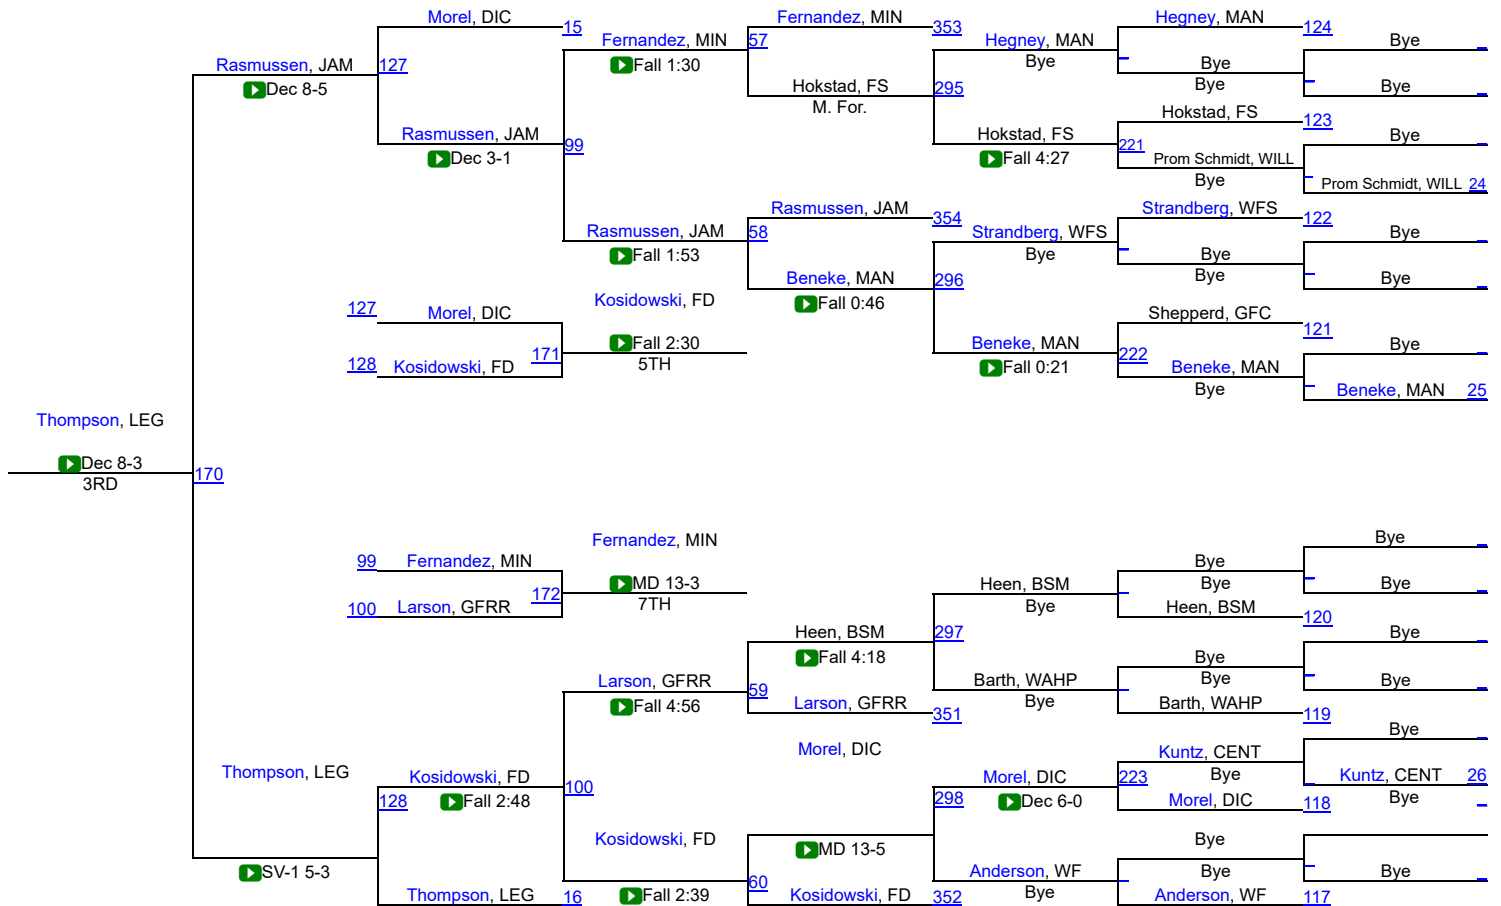 Morel, DIC
15
Rasmussen, JAM
Dec 8-5
127
Rasmussen, JAM
Dec 3-1
99
Fernandez, MIN
Fall 1:30
57
Fernandez, MIN
353
Hokstad, FS
M. For.
295
Hegney, MAN
Bye
Hegney, MAN
124
Bye
Bye
Bye
Bye
Hokstad, FS
Fall 4:27
221
Hokstad, FS
123
Prom Schmidt, WILL
Bye
Bye
Prom Schmidt, WILL 24
Rasmussen, JAM
Fall 1:53
58
Rasmussen, JAM
354
Beneke, MAN
Fall 0:46
296
Strandberg, WFS
Bye
Strandberg, WFS
122
Bye
Bye
Bye
Bye
Beneke, MAN
Fall 0:21
222
Shepperd, GFC
121
Beneke, MAN
Bye
Bye
Beneke, MAN 25
127
Morel, DIC
128 Kosidowski, FD
171
Kosidowski, FD
Fall 2:30
5TH
Thompson, LEG
Dec 8-3
3RD
170
99
Fernandez, MIN
100 Larson, GFRR
172
Fernandez, MIN
MD 13-3
7TH
Heen, BSM
Bye
Bye
Bye
Heen, BSM
120
Bye
Bye
Heen, BSM
Fall 4:18
297
Barth, WAHP
Bye
Bye
Bye
Barth, WAHP
119
Bye
Bye
Larson, GFRR
Fall 4:56
59
Larson, GFRR
351
Thompson, LEG
SV-1 5-3
128
Kosidowski, FD
Fall 2:48
100
Thompson, LEG
16
Kosidowski, FD
Fall 2:39
60
Morel, DIC
MD 13-5
298
Kosidowski, FD
352
Morel, DIC
Dec 6-0
223
Kuntz, CENT
Bye
Morel, DIC
118
Bye
Kuntz, CENT 26
Bye
Anderson, WF
Bye
Bye
Bye
Anderson, WF
117
Bye